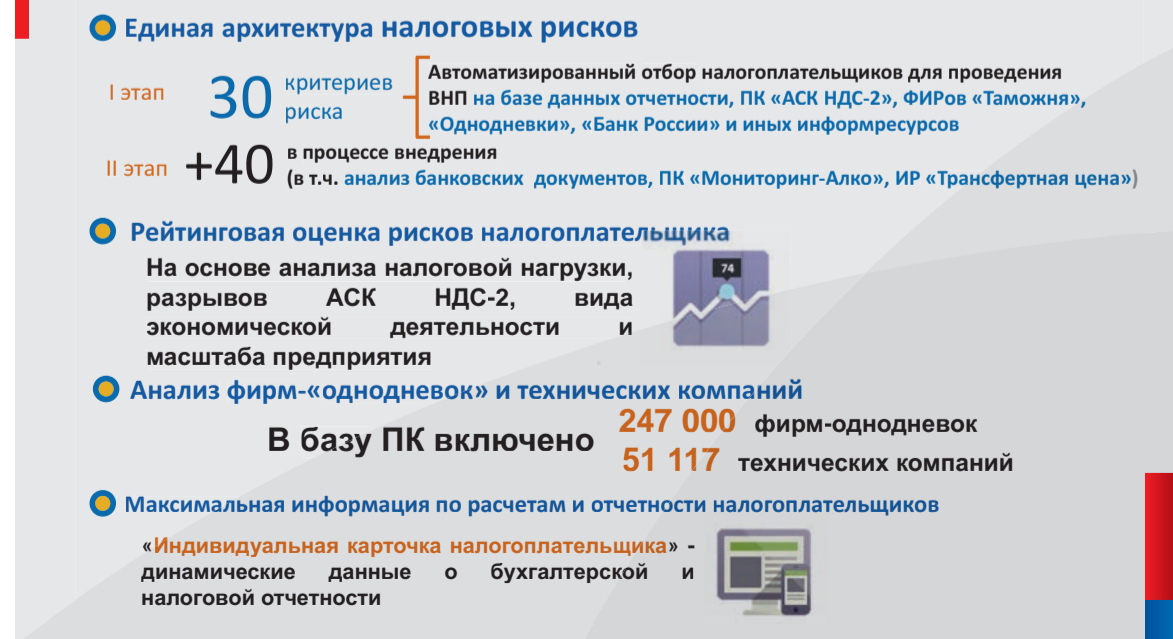 Единая архитектура налоговых рисков
I этап
30
критериев
риска
Автоматизированный отбор налогоплательщиков для проведения
ВНП на базе данных отчетности, ПК «АСК НДС-2», ФИРов «Таможня»,
«Однодневки», «Банк России» и иных информресурсов
II этап
+40
в процессе внедрения
(в т.ч. анализ банковских документов, ПК «Мониторинг-Алко», ИР «Трансфертная цена»)
Рейтинговая оценка рисков налогоплательщика
На основе анализа налоговой нагрузки,
разрывов АСК НДС-2, вида
экономической деятельности и
масштаба предприятия
74
Анализ фирм-«однодневок» и технических компаний
В базу ПК включено
247 000 фирм-однодневок
51 117 технических компаний
Максимальная информация по расчетам и отчетности налогоплательщиков
«Индивидуальная карточка налогоплательщика» -
динамические данные о бухгалтерской и
налоговой отчетности